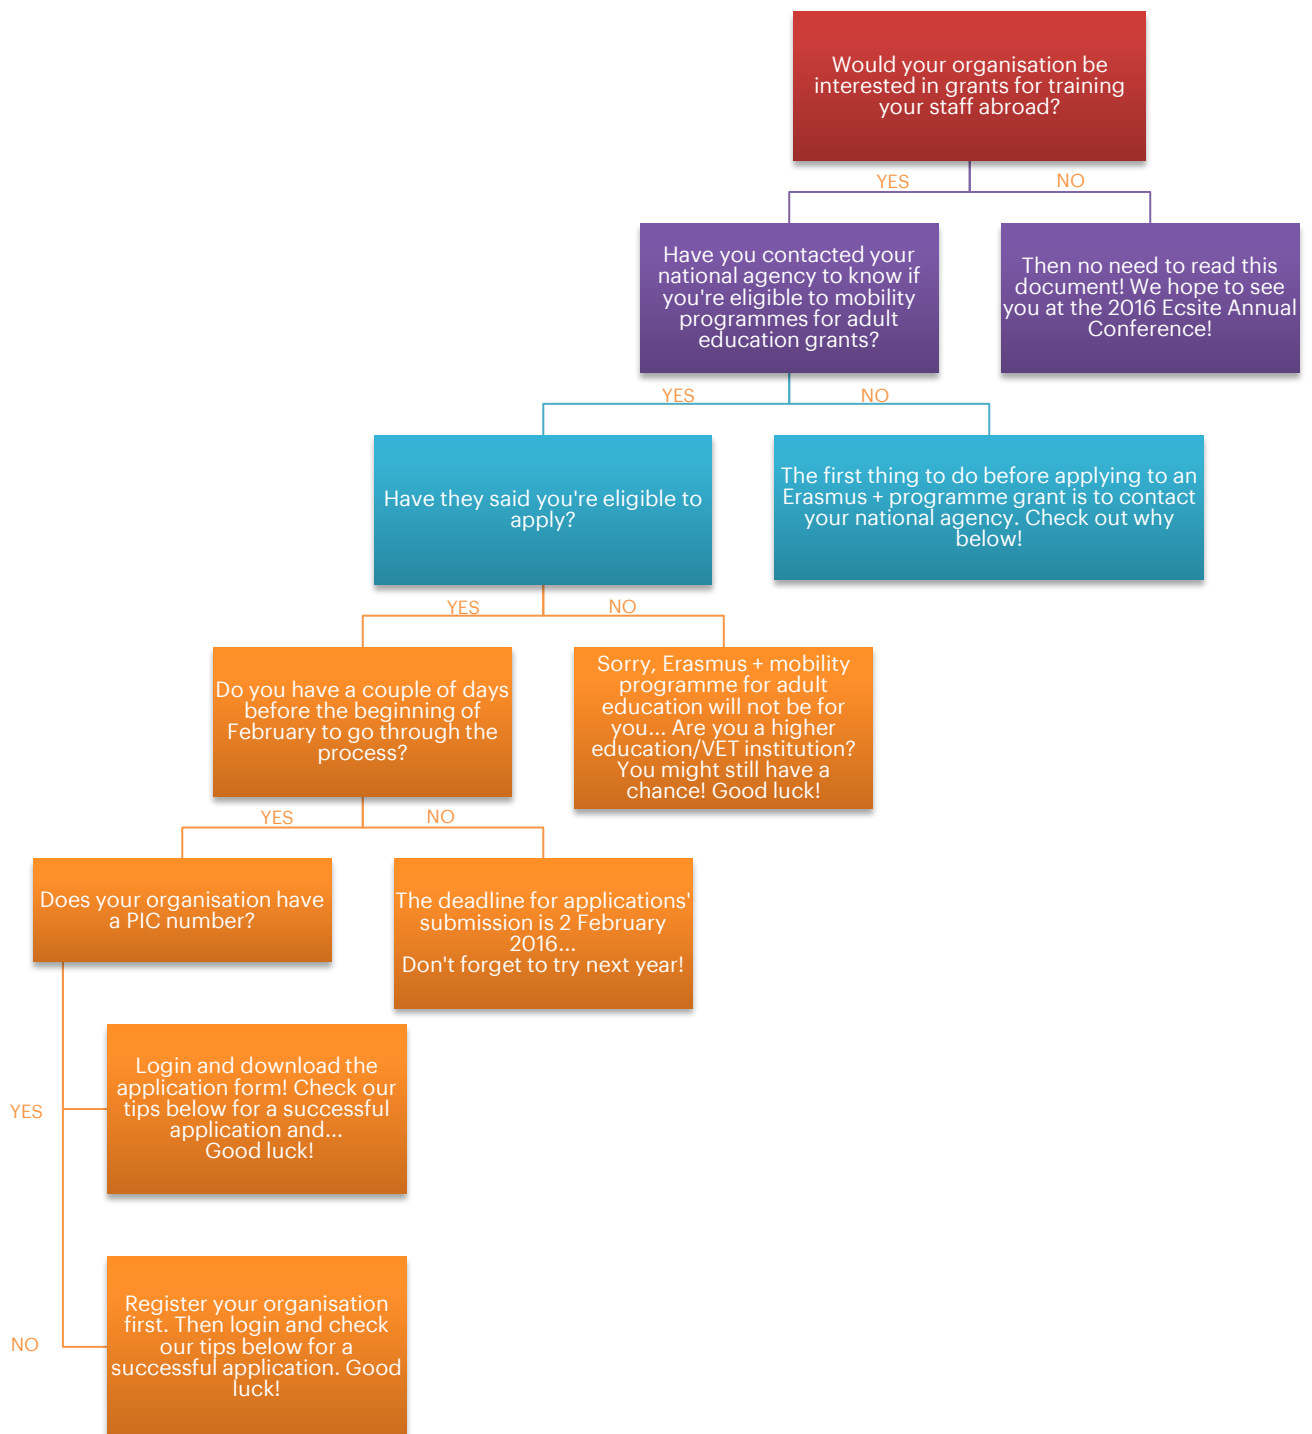 Would your organisation be
interested in grants for training
your staff abroad?
YES
NO
Have you contacted your
national agency to know if
you're eligible to mobility
programmes for adult
education grants?
Then no need to read this
document! We hope to see
you at the 2016 Ecsite Annual
Conference!
YES
NO
Have they said you're eligible to
apply?
The first thing to do before applying to an
Erasmus + programme grant is to contact
your national agency. Check out why
below!
YES
NO
Do you have a couple of days
before the beginning of
February to go through the
process?
Sorry, Erasmus + mobility
programme for adult
education will not be for
you... Are you a higher
education/VET institution?
You might still have a
chance! Good luck!
YES
NO
Does your organisation have
a PIC number?
The deadline for applications'
submission is 2 February
2016...
Don't forget to try next year!
YES
Login and download the
application form! Check our
tips below for a successful
application and...
Good luck!
NO
Register your organisation
first. Then login and check
our tips below for a
successful application. Good
luck!